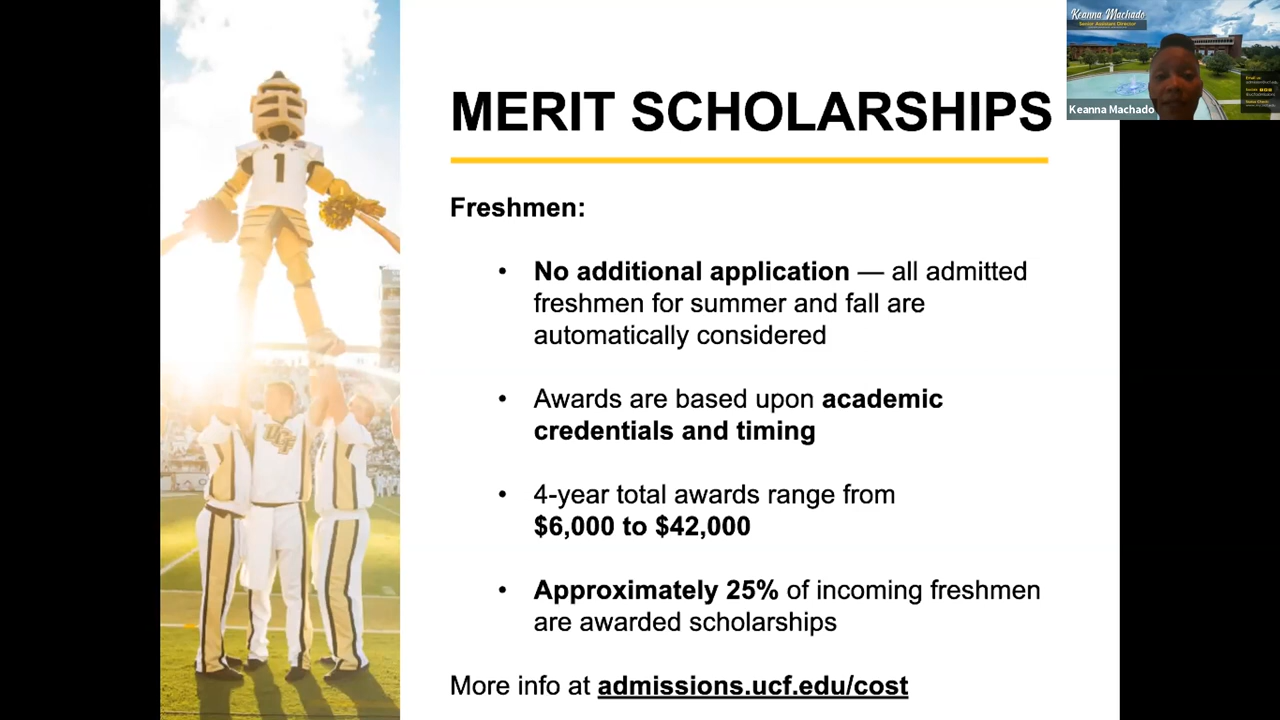 MERIT SCHOLARSHIPS
Freshmen:
• No additional application — all admitted
freshmen for summer and fall are
automatically considered
• Awards are based upon academic
credentials and timing
• 4-year total awards range from
$6,000 to $42,000
• Approximately 25% of incoming freshmen
are awarded scholarships
More info at admissions.ucf.edu/cost
Keanna Machado
Senior Assistant Director
Keanna Machado
1
UCF